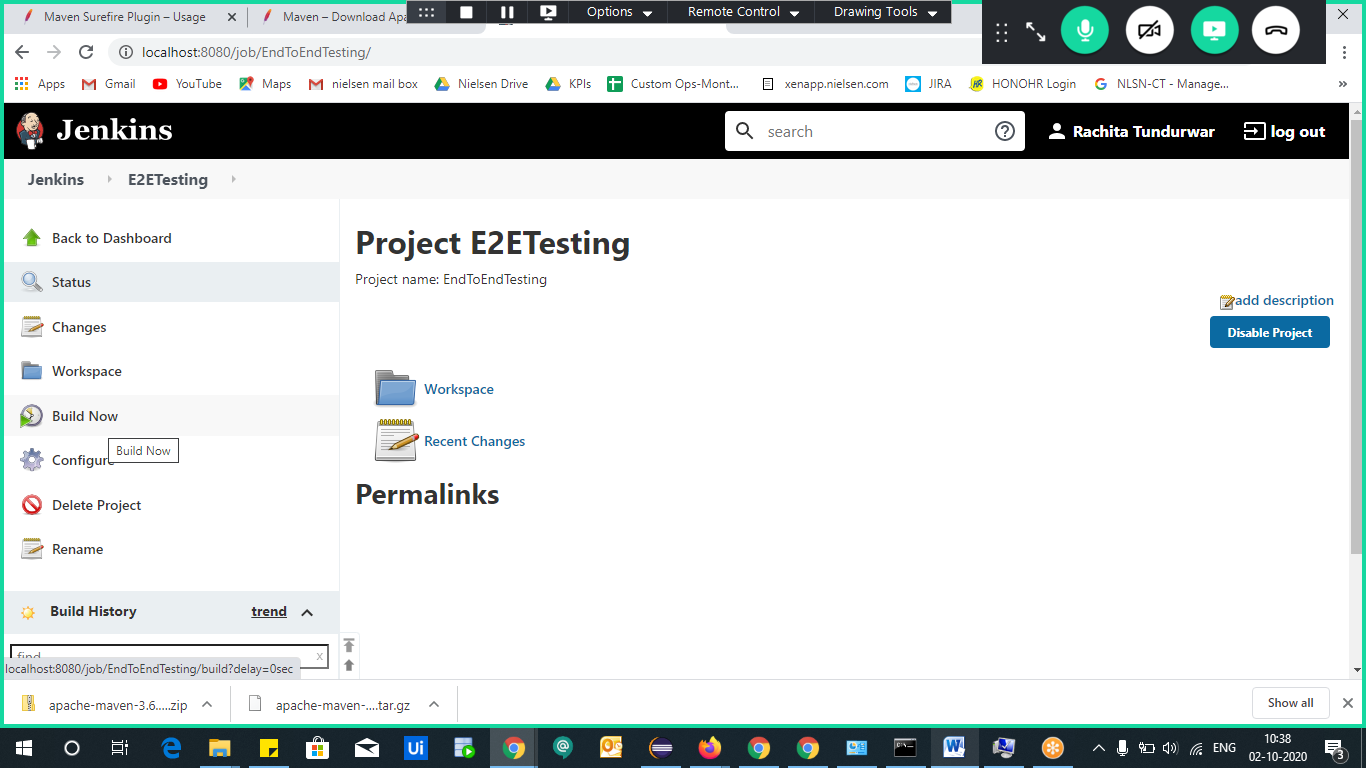 Maven Surefire Plugin – Usage
Maven – Download Apa
Options
Remote Control
Drawing Tools
localhost:8080/job/EndToEndTesting/
Apps
Gmail
YouTube
Maps
nielsen mail box
Nielsen Drive
KPIs
Custom Ops-Mont...
xenapp.nielsen.com
JIRA
HONOHR Login
NLSN-CT - Manage...
»
Jenkins
search
Rachita Tundurwar
log out
Jenkins
E2ETesting
Back to Dashboard
Status
Changes
Workspace
Build Now
Build Now
Configure
Delete Project
Rename
Build History
trend
find
x
localhost:8080/job/EndToEndTesting/build?delay=0sec
Project E2ETesting
Project name: EndToEndTesting
add description
Disable Project
Workspace
Recent Changes
Permalinks
apache-maven-3.6.....zip
apache-maven-....tar.gz
Show all
Ui
ENG
10:38
02-10-2020
3